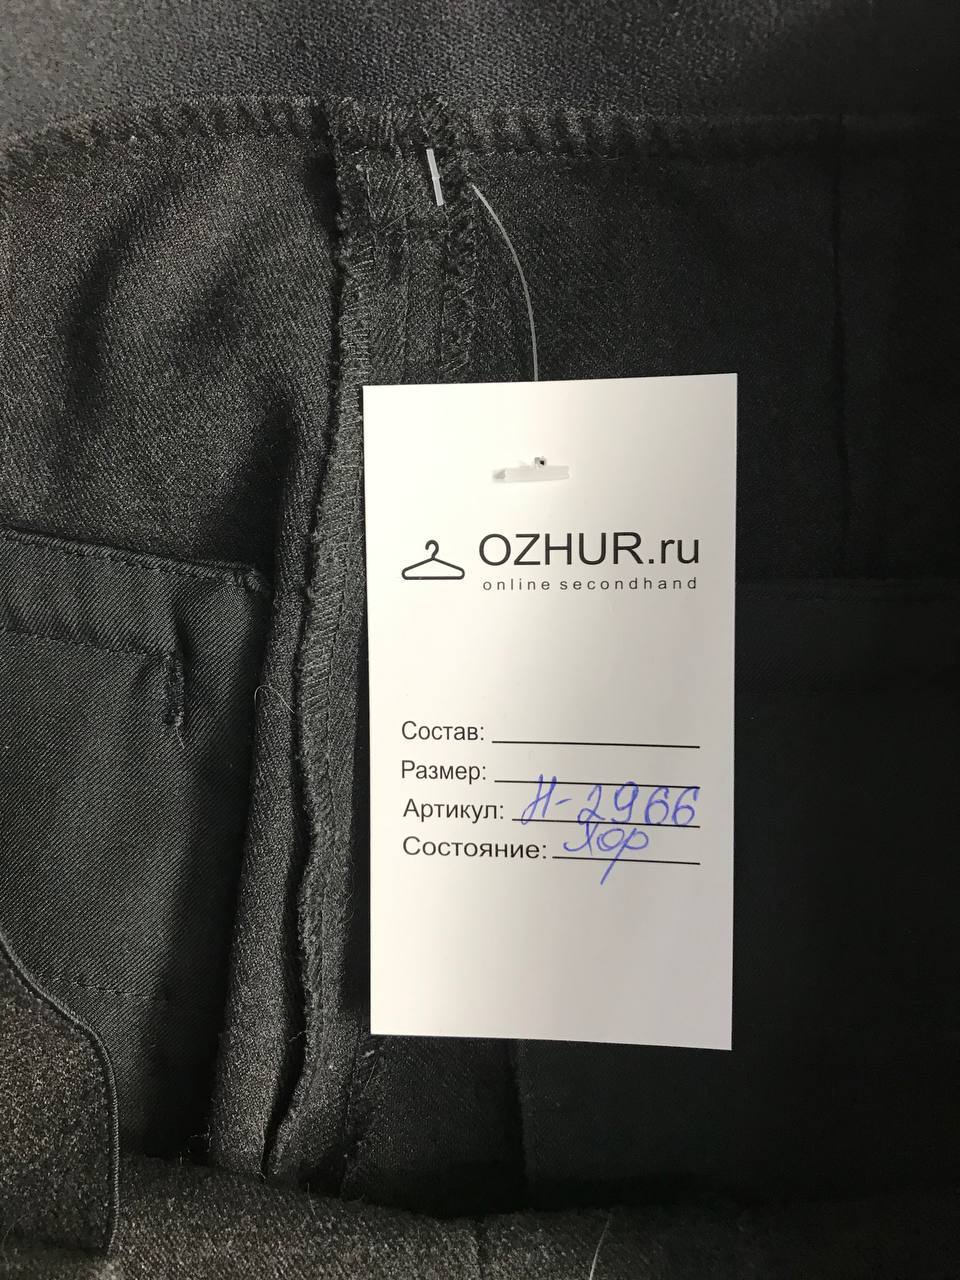 OZHUR.ru
online secondhand
Состав:
Размер:
Артикул: Н-2966
Состояние: Хор